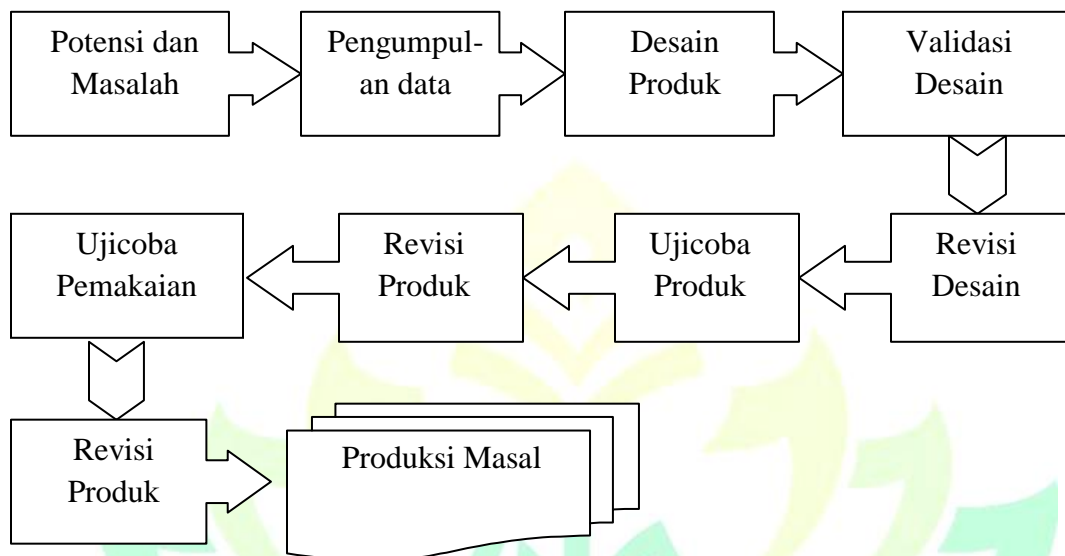 Potensi dan
Masalah
Pengumpul-
an data
Desain
Produk
Validasi
Desain
Revisi
Desain
Ujicoba
Produk
Revisi
Produk
Ujicoba
Pemakaian
Revisi
Produk
Produksi Masal